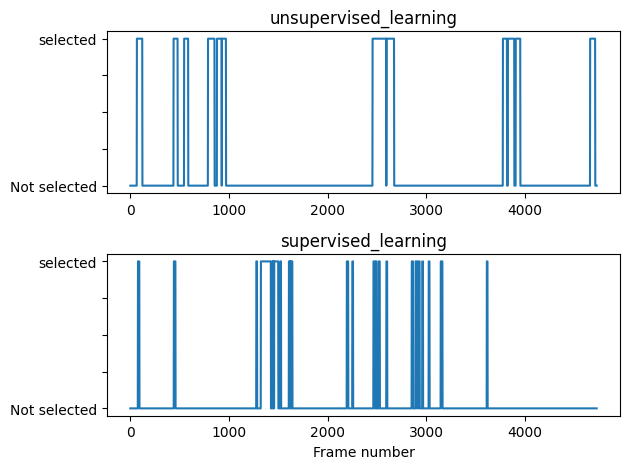 unsupervised_learning
selected
Not selected
0 1000 2000 3000 4000
supervised_learning
selected
Not selected
0 1000 2000 3000 4000
Frame number